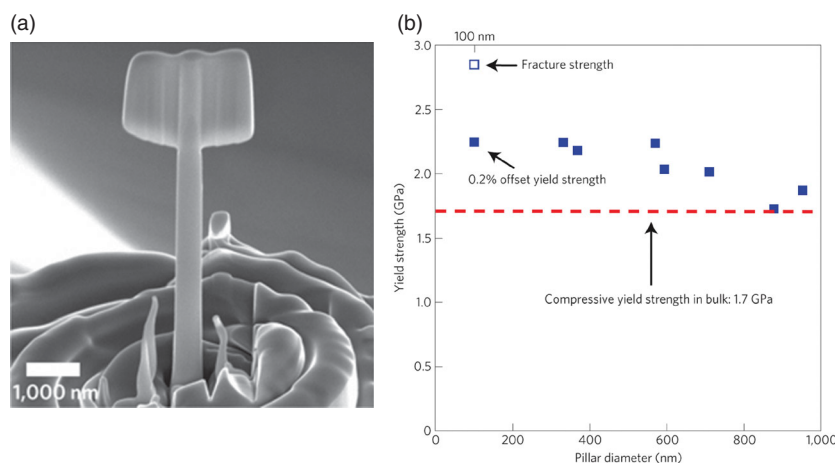 (a)
1,000 nm
(b)
100 nm
3.0
2.5
2.0
1.5
1.0
0.5
0
Yield strength (GPa)
Fracture strength
0.2% offset yield strength
Compressive yield strength in bulk: 1.7 GPa
0
200
400
600
800
1,000
Pillar diameter (nm)